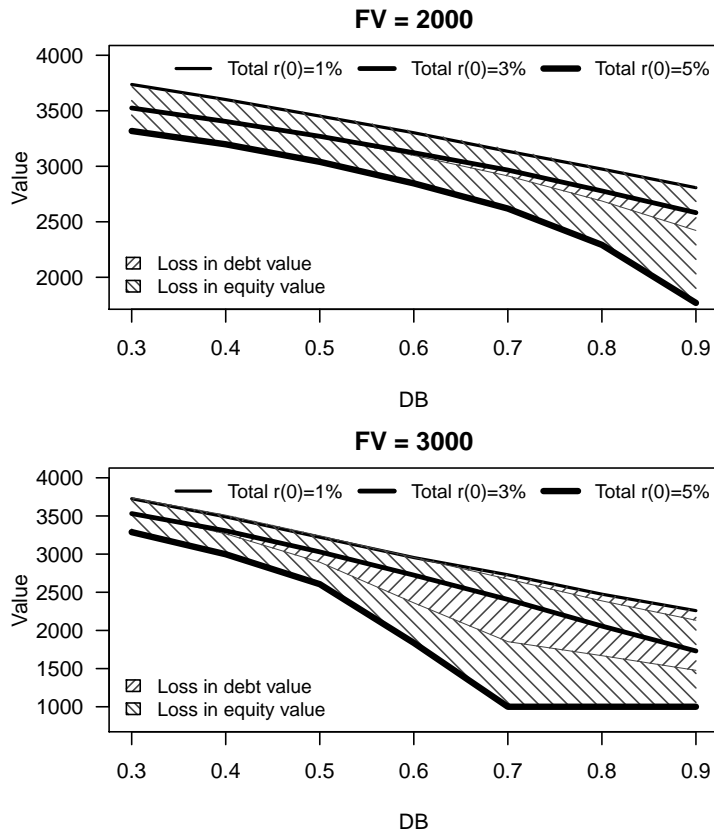 FV = 2000
4000
Total r(0)=1% Total r(0)=3% Total r(0)=5%
3500
3000
Value
2500
Loss in debt value
2000
Loss in equity value
0.3 0.4 0.5 0.6 0.7 0.8 0.9
DB
FV = 3000
4000
Total r(0)=1% Total r(0)=3% Total r(0)=5%
3500
3000
2500
Value
2000
1500
Loss in debt value
1000
Loss in equity value
0.3 0.4 0.5 0.6 0.7 0.8 0.9
DB